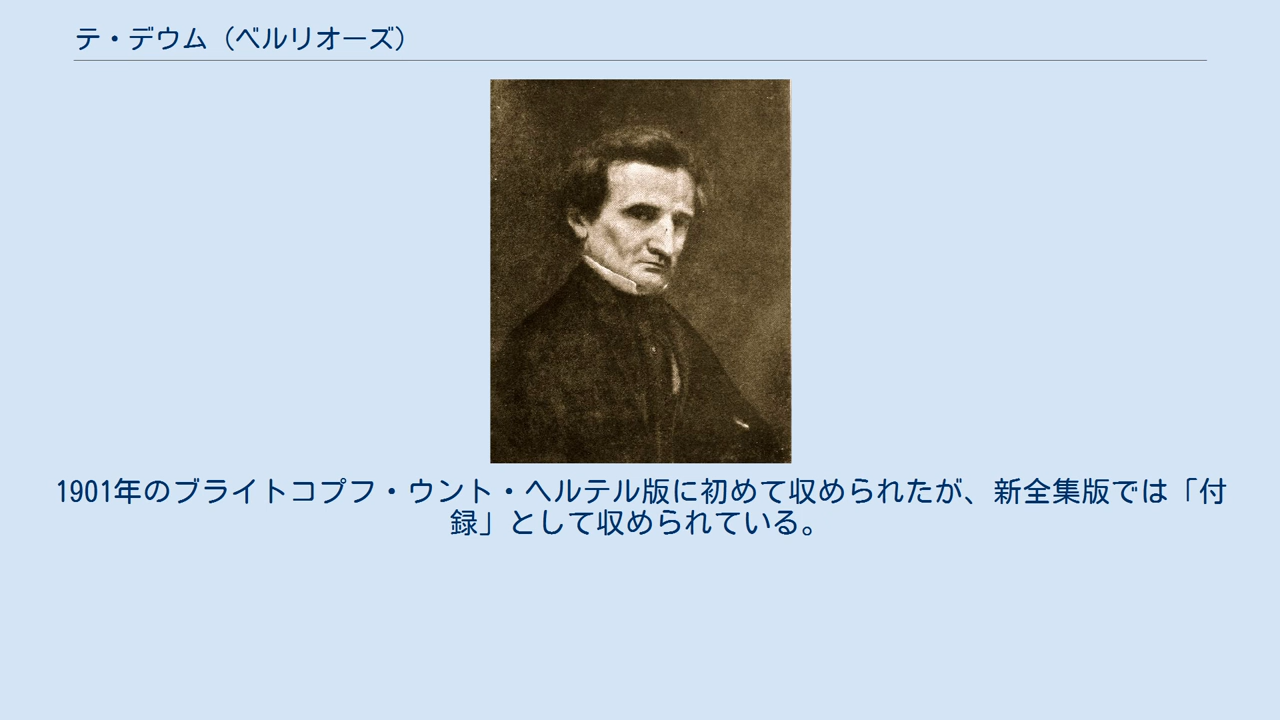 テ・デウム（ベルリオーズ）
1901年のブライトコプフ・ウント・ヘルテル版に初めて収められたが、新全集版では「付
録」として収められている。